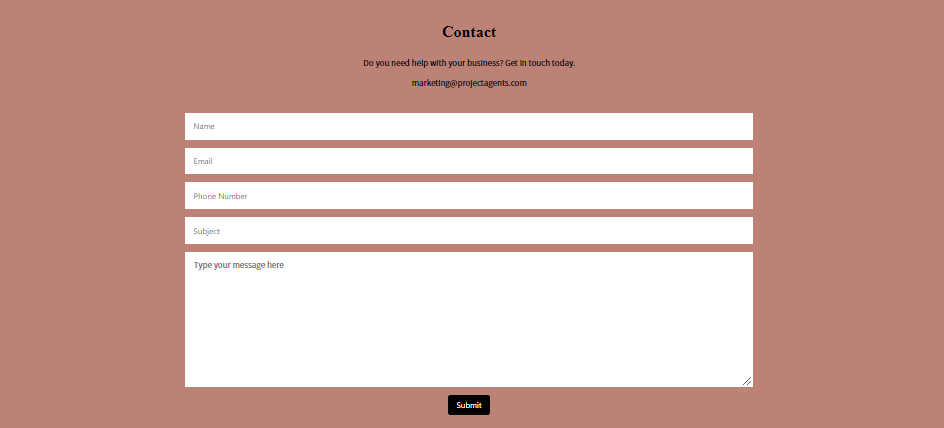 Contact
Do you need help with your business? Get in touch today.
marketing@projectagents.com
Name
Email
Phone Number
Subject
Type your message here
Submit